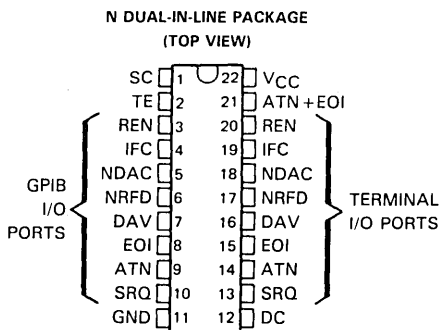 N DUAL-IN-LINE PACKAGE
(TOP VIEW)
SC 1 22 VCC
TE 2 21 ATN + EOI
REN 3 20 REN
IFC 4 19 IFC
NDAC 5 18 NDAC
NRFD 6 17 NRFD
DAV 7 16 DAV
EOI 8 15 EOI
ATN 9 14 ATN
SRQ 10 13 SRQ
GND 11 12 DC
GPIB
I/O
PORTS
TERMINAL
I/O PORTS